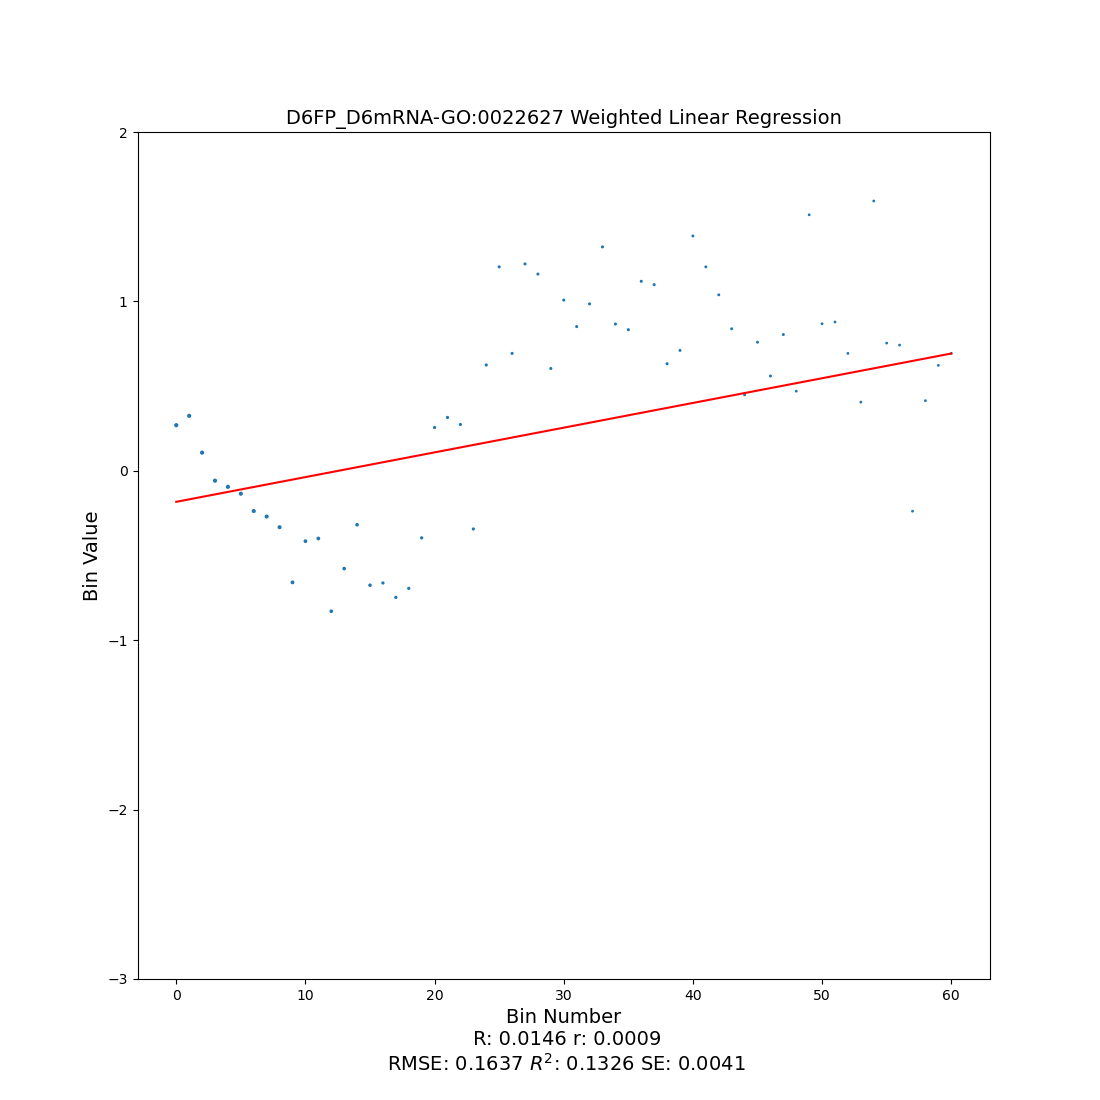 D6FP_D6mRNA-GO:0022627 Weighted Linear Regression
2
1
0
−1
−2
−3
Bin Value
0 10 20 30 40 50 60
Bin Number
R: 0.0146 r: 0.0009
RMSE: 0.1637 R²: 0.1326 SE: 0.0041